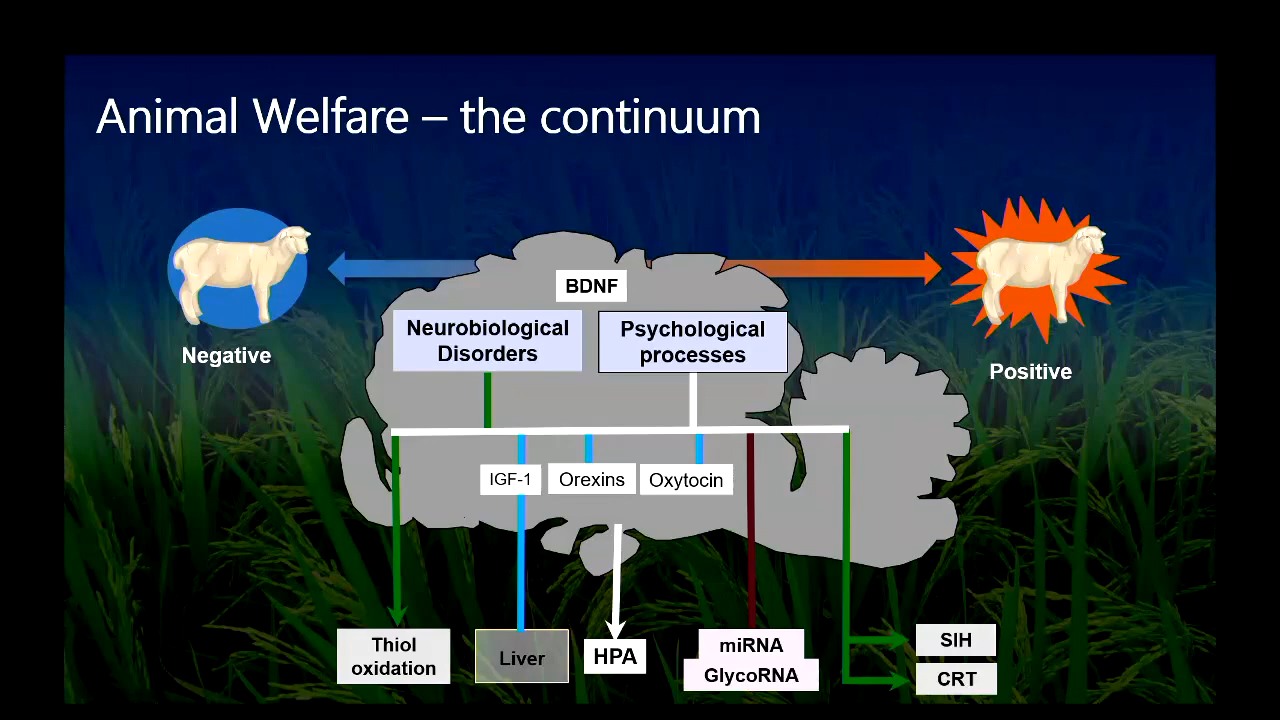 Animal Welfare – the continuum
BDNF
Neurobiological
Disorders
Psychological
processes
Negative
Positive
IGF-1
Orexins
Oxytocin
Thiol
oxidation
Liver
HPA
miRNA
GlycoRNA
SIH
CRT